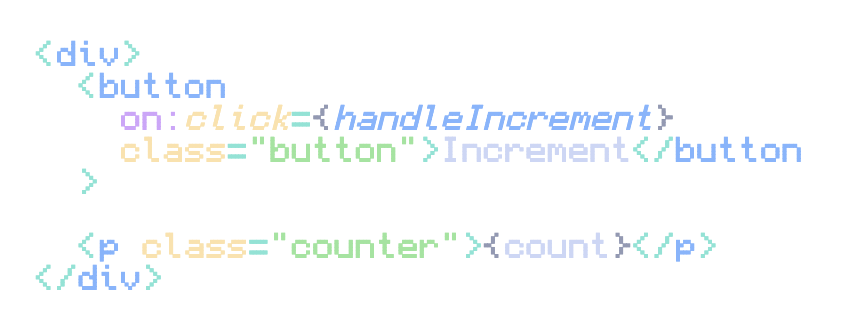 <div>
  <button
    on:click={handleIncrement}
    class="button">Increment</button
  >

  <p class="counter">{count}</p>
</div>